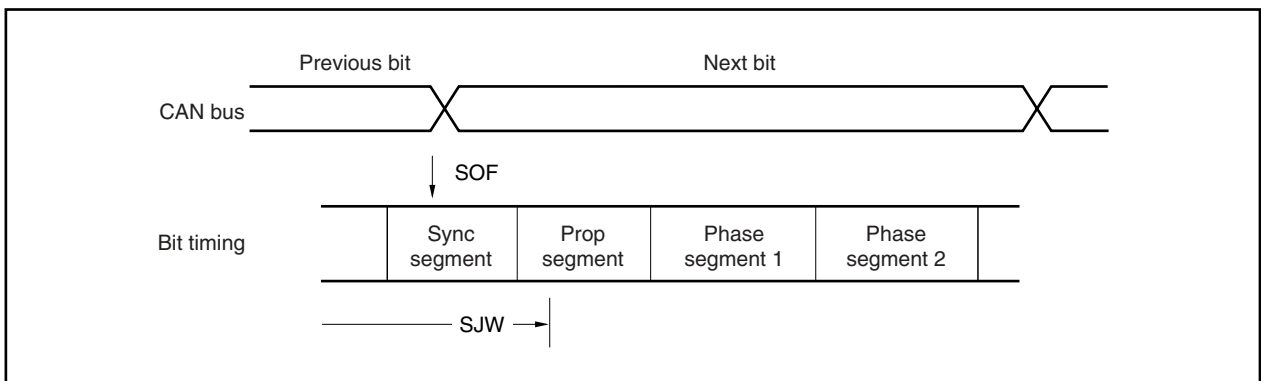 Previous bit
Next bit
CAN bus
SOF
Bit timing
Sync
segment
Prop
segment
Phase
segment 1
Phase
segment 2
SJW